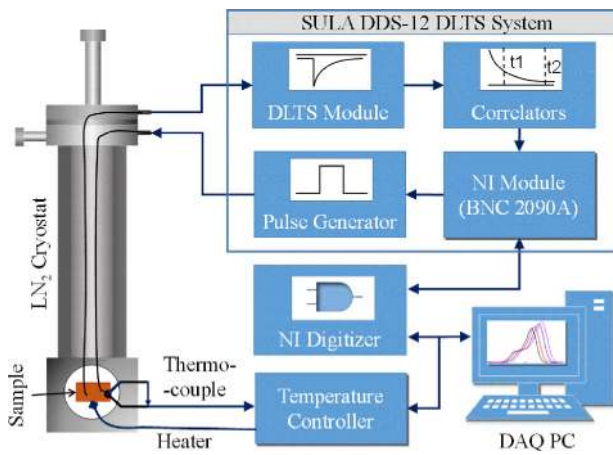 SULA DDS-12 DLTS System
t1
t2
DLTS Module
Correlators
Pulse Generator
NI Module
(BNC 2090A)
LN2 Cryostat
NI Digitizer
Thermo-
-couple
Sample
Temperature
Controller
Heater
DAQ PC